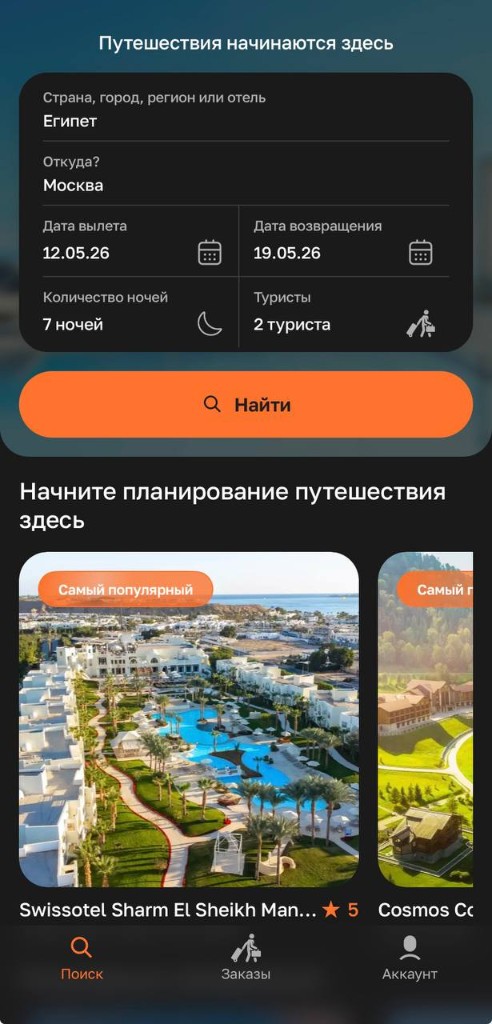 Путешествия начинаются здесь
Страна, город, регион или отель
Египет
Откуда?
Москва
Дата вылета
Дата возвращения
12.05.26
19.05.26
Количество ночей
Туристы
7 ночей
2 туриста
Найти
Начните планирование путешествия
здесь
Самый популярный
Самый
Swissotel Sharm El Sheikh Man... ★ 5
Cosmos
Поиск
Заказы
Аккаунт